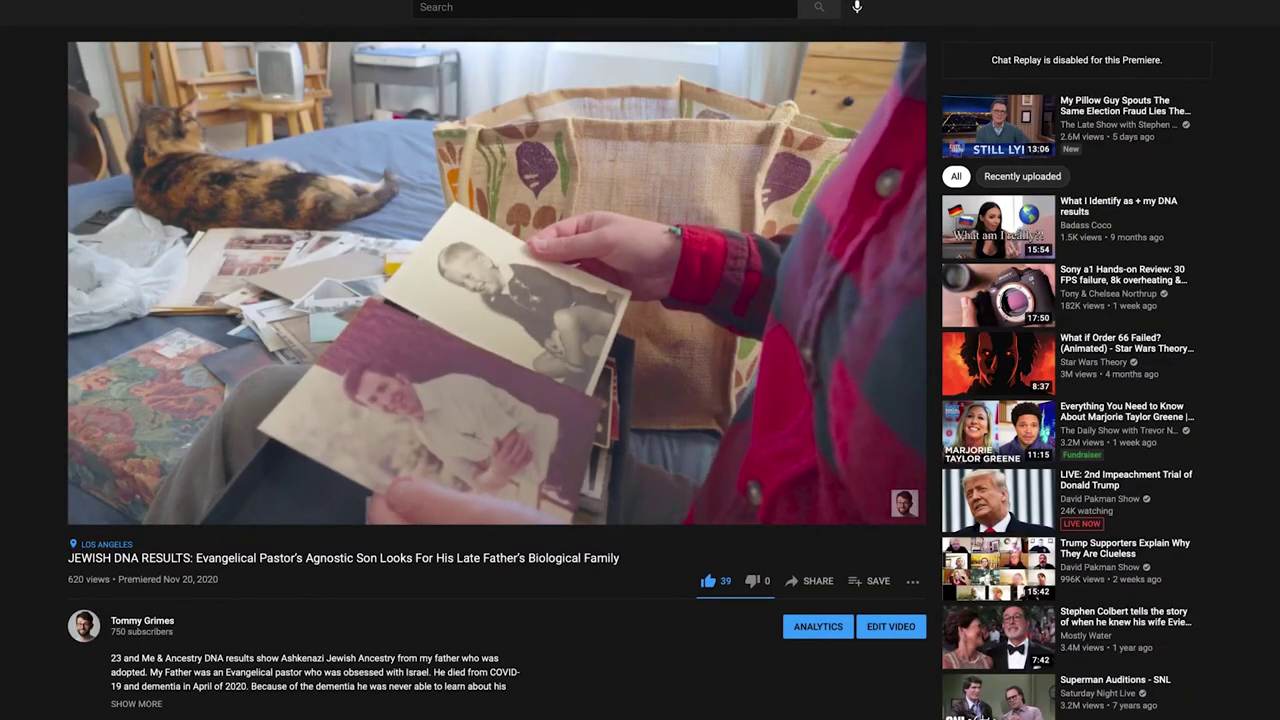 Search
LOS ANGELES
JEWISH DNA RESULTS: Evangelical Pastor's Agnostic Son Looks For His Late Father's Biological Family
620 views • Premiered Nov 20, 2020
39
0
SHARE
SAVE
Tommy Grimes
750 subscribers
ANALYTICS
EDIT VIDEO
23 and Me & Ancestry DNA results show Ashkenazi Jewish Ancestry from my father who was
adopted. My Father was an Evangelical pastor who was obsessed with Israel. He died from COVID-
19 and dementia in April of 2020. Because of the dementia he was never able to learn about his
SHOW MORE
Chat Replay is disabled for this Premiere.
STILL LYI
13:06
My Pillow Guy Spouts The
Same Election Fraud Lies The...
The Late Show with Stephen ...
2.6M views • 5 days ago
New
All
Recently uploaded
What am I really??
15:54
What I Identify as + my DNA
results
Badass Coco
1.5K views • 9 months ago
17:50
Sony a1 Hands-on Review: 30
FPS failure, 8k overheating &...
Tony & Chelsea Northrup
182K views • 1 week ago
8:37
What if Order 66 Failed?
(Animated) - Star Wars Theory...
Star Wars Theory
3M views • 4 months ago
MARJORIE
TAYLOR GREENE
11:15
Everything You Need to Know
About Marjorie Taylor Greene |...
The Daily Show with Trevor N...
3.2M views • 1 week ago
Fundraiser
LIVE: 2nd Impeachment Trial of
Donald Trump
David Pakman Show
24K watching
LIVE NOW
15:42
Trump Supporters Explain Why
They Are Clueless
David Pakman Show
996K views • 2 weeks ago
7:42
Stephen Colbert tells the story
of when he knew his wife Evie...
Mostly Water
3.4M views • 1 year ago
Superman Auditions - SNL
Saturday Night Live
3.2M views • 7 years ago